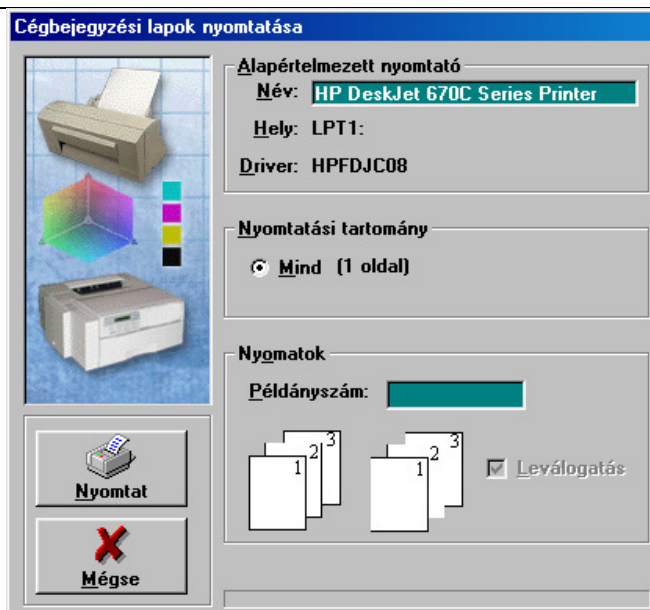 Cégbejegyzési lapok nyomtatása
Alapértelmezett nyomtató
Név: HP DeskJet 670C Series Printer
Hely: LPT1:
Driver: HPFDJC08
Nyomtatási tartomány
Mind (1 oldal)
Nyomatok
Példányszám:
1 2 3
1 2 3
Leválogatás
Nyomtat
Mégse